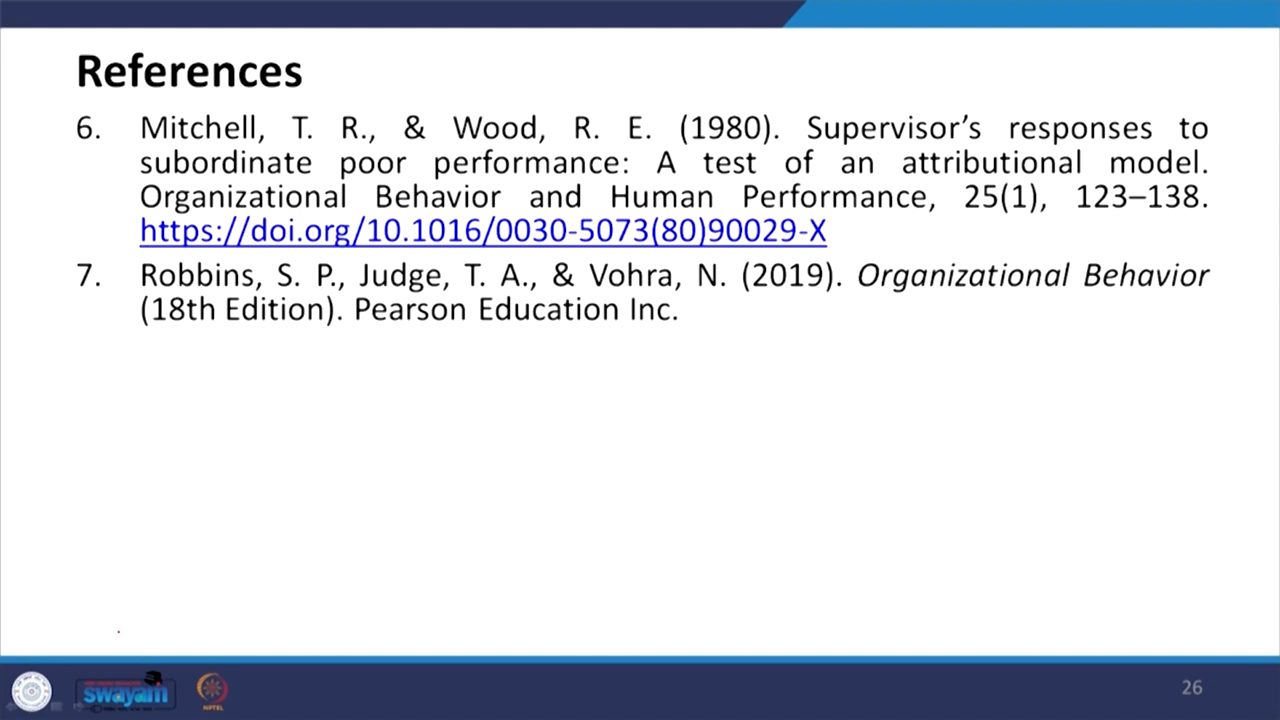 References
6. Mitchell, T. R., & Wood, R. E. (1980). Supervisor’s responses to
subordinate poor performance: A test of an attributional model.
Organizational Behavior and Human Performance, 25(1), 123–138.
https://doi.org/10.1016/0030-5073(80)90029-X
7. Robbins, S. P., Judge, T. A., & Vohra, N. (2019). Organizational Behavior
(18th Edition). Pearson Education Inc.
swayam
NPTEL
26